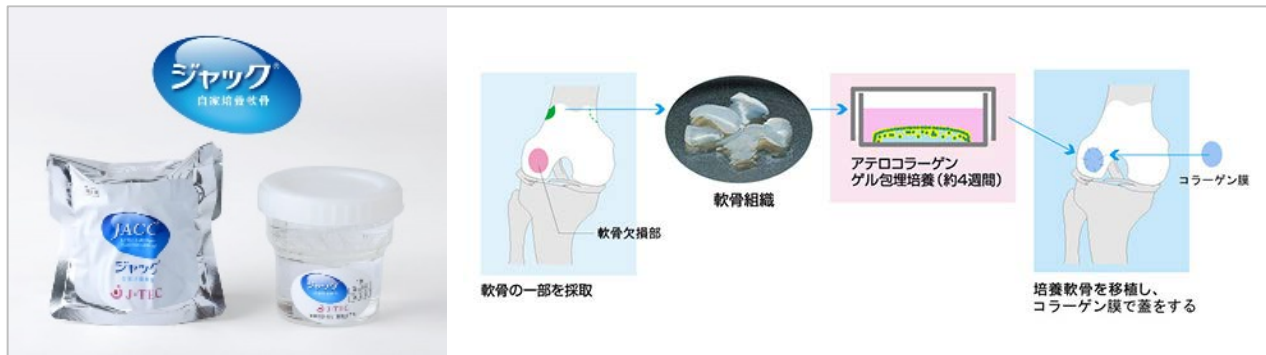 ジャック®
自家培養軟骨
JACC
ジャック
J-TEC
ジャック
J-TEC
軟骨欠損部
軟骨の一部を採取
軟骨組織
アテロコラーゲン
ゲル包埋培養（約4週間）
コラーゲン膜
培養軟骨を移植し、
コラーゲン膜で蓋をする